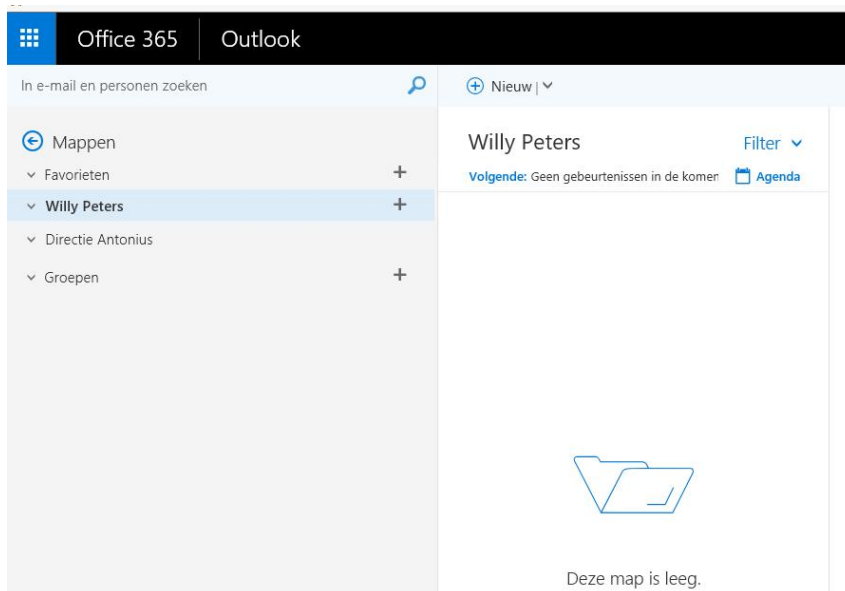 Office 365 Outlook
In e-mail en personen zoeken
Nieuw
Mappen
Favorieten
Willy Peters
Directie Antonius
Groepen
Willy Peters Filter
Volgende: Geen gebeurtenissen in de komen Agenda
Deze map is leeg.